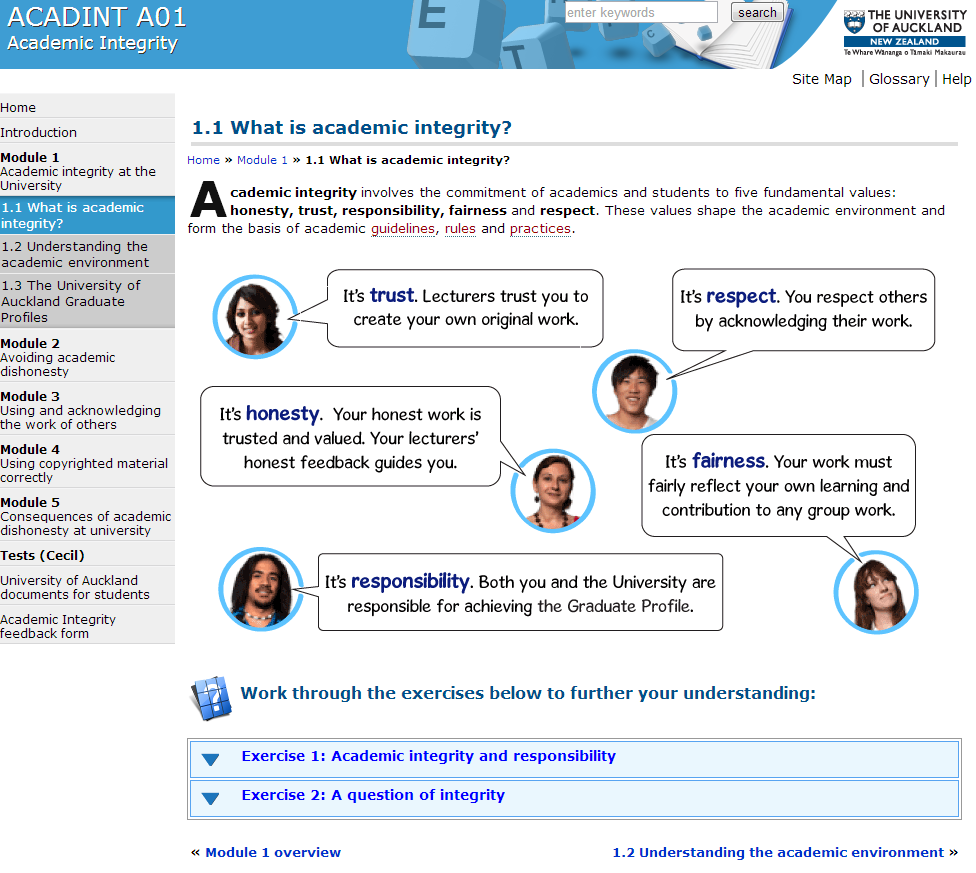 ACADINT A01
Academic Integrity
E
T
C
C
enter keywords
search
THE UNIVERSITY
OF AUCKLAND
NEW ZEALAND
Te Whare Wānanga o Tāmaki Makaurau
Site Map | Glossary | Help
Home
Introduction
Module 1
Academic integrity at the
University
1.1 What is academic
integrity?
1.2 Understanding the
academic environment
1.3 The University of
Auckland Graduate
Profiles
Module 2
Avoiding academic
dishonesty
Module 3
Using and acknowledging
the work of others
Module 4
Using copyrighted material
correctly
Module 5
Consequences of academic
dishonesty at university
Tests (Cecil)
University of Auckland
documents for students
Academic Integrity
feedback form
1.1 What is academic integrity?
Home » Module 1 » 1.1 What is academic integrity?
Academic integrity involves the commitment of academics and students to five fundamental values:
honesty, trust, responsibility, fairness and respect. These values shape the academic environment and
form the basis of academic guidelines, rules and practices.
It's trust. Lecturers trust you to
create your own original work.
It's respect. You respect others
by acknowledging their work.
It's honesty. Your honest work is
trusted and valued. Your lecturers'
honest feedback guides you.
It's fairness. Your work must
fairly reflect your own learning and
contribution to any group work.
It's responsibility. Both you and the University are
responsible for achieving the Graduate Profile.
?
Work through the exercises below to further your understanding:
Exercise 1: Academic integrity and responsibility
Exercise 2: A question of integrity
« Module 1 overview
1.2 Understanding the academic environment »